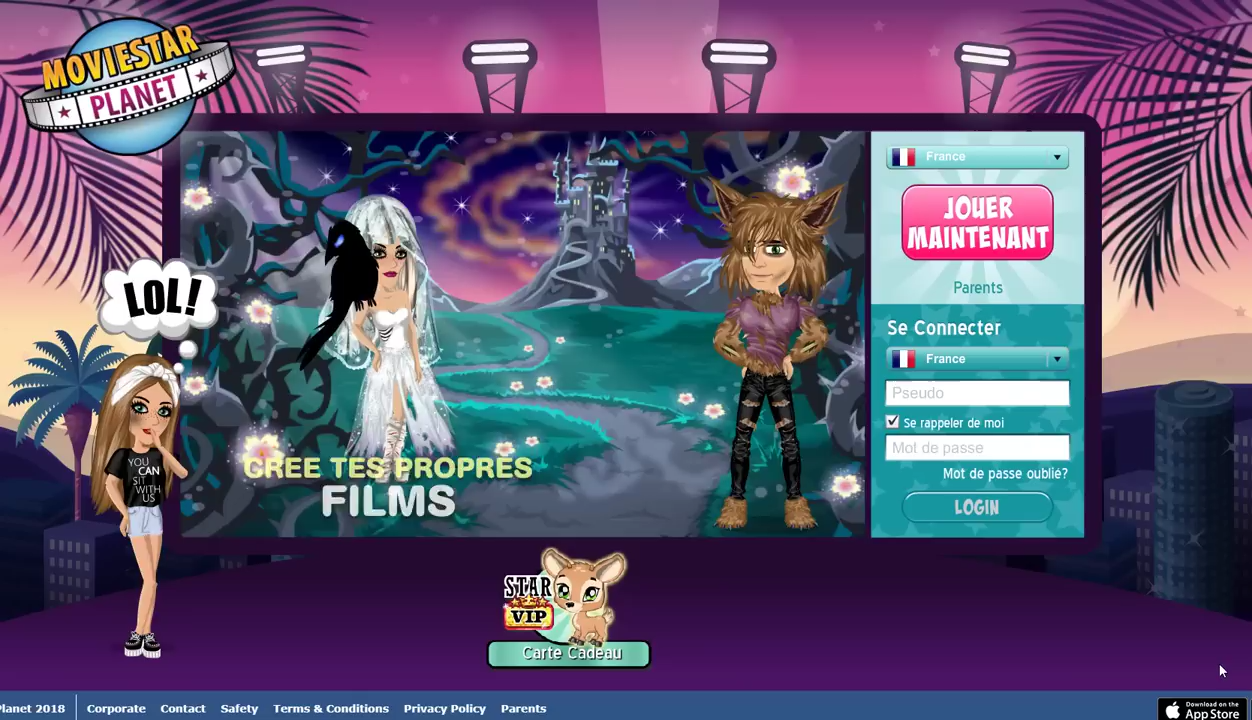 MOVIESTAR
PLANET
LOL!
YOU
CAN
SIT
WITH
US
CREE TES PROPRES
FILMS
France
JOUER
MAINTENANT
Parents
Se Connecter
France
Pseudo
Se rappeler de moi
Mot de passe
Mot de passe oublié?
LOGIN
STAR
VIP
Carte Cadeau
Planet 2018
Corporate
Contact
Safety
Terms & Conditions
Privacy Policy
Parents
Download on the
App Store